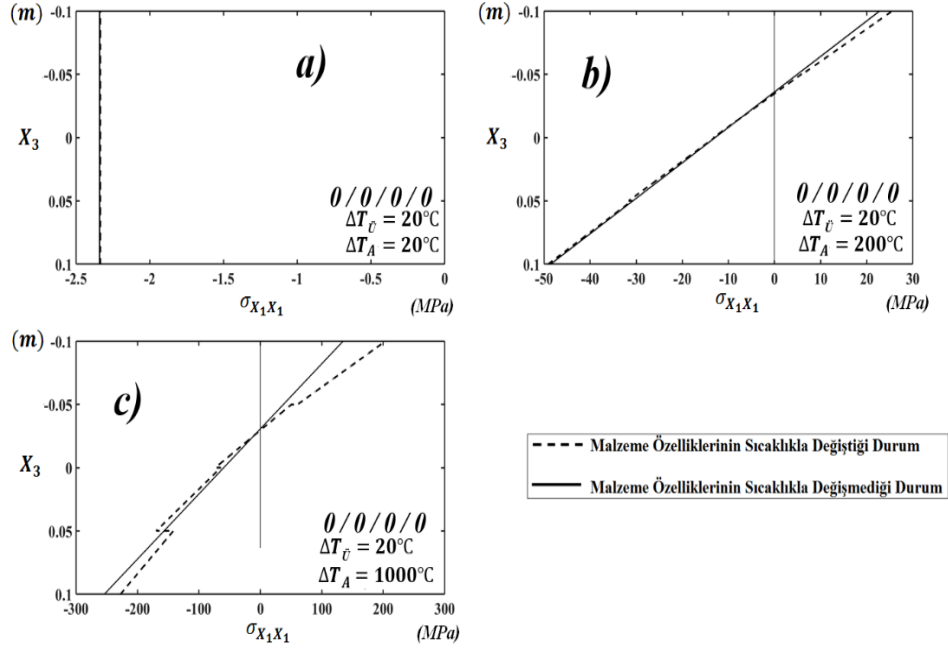 (m)
-0.1
-0.05
X3
0
0.05
0.1
a)
0/0/0/0
ΔTÜ = 20°C
ΔTA = 20°C
-2.5 -2 -1.5 -1 -0.5 0
σX1X1 (MPa)
(m)
-0.1
-0.05
X3
0
0.05
0.1
b)
0/0/0/0
ΔTÜ = 20°C
ΔTA = 200°C
-50 -40 -30 -20 -10 0 10 20 30
σX1X1 (MPa)
(m)
-0.1
-0.05
X3
0
0.05
0.1
c)
0/0/0/0
ΔTÜ = 20°C
ΔTA = 1000°C
-300 -200 -100 0 100 200 300
σX1X1 (MPa)
Malzeme Özelliklerinin Sıcaklıkla Değiştiği Durum
Malzeme Özelliklerinin Sıcaklıkla Değişmediği Durum